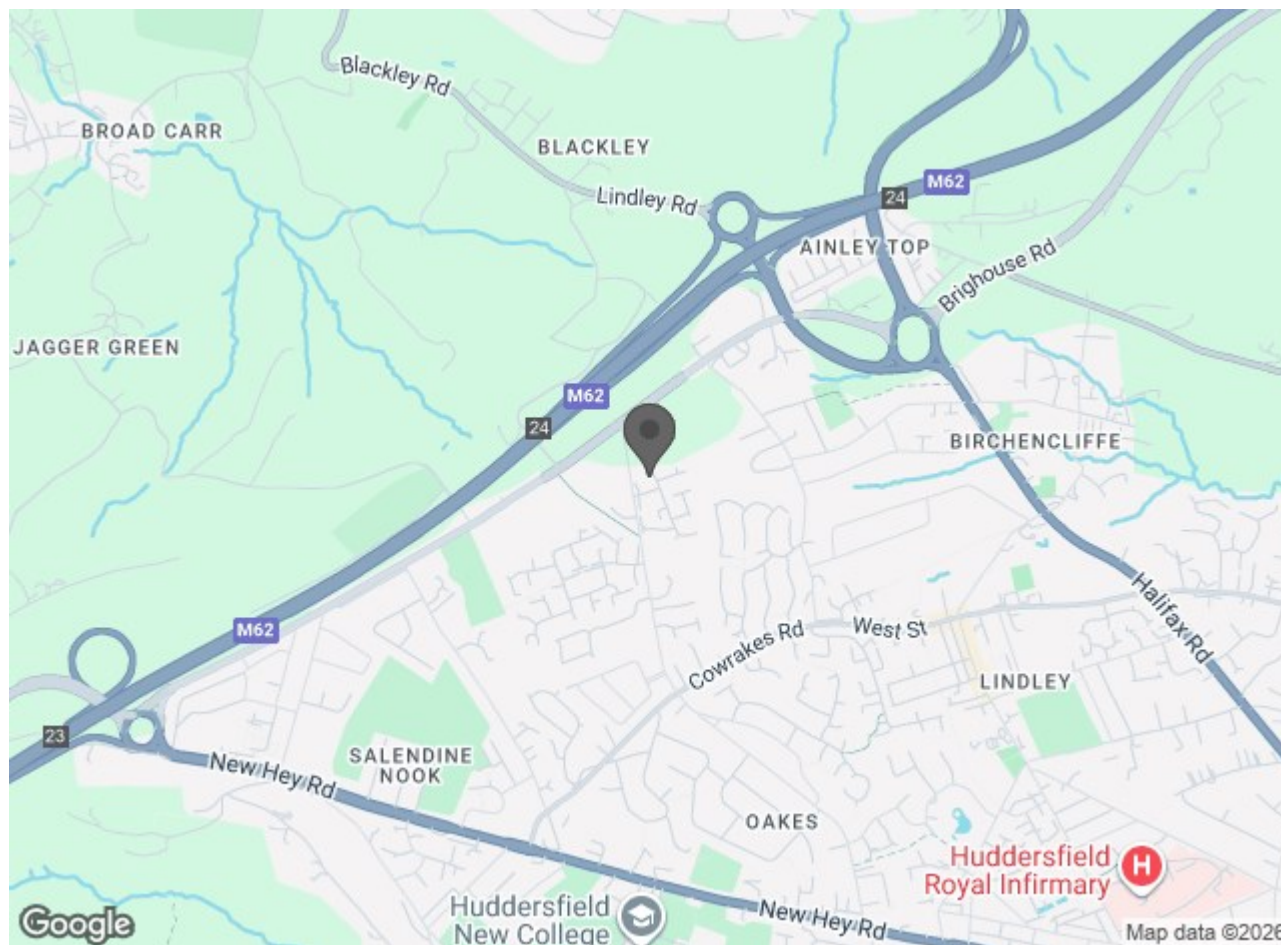 Blackley Rd
BROAD CARR
BLACKLEY
M62
24
Lindley Rd
AINLEY TOP
Brighouse Rd
JAGGER GREEN
M62
24
BIRCHENCLIFFE
Halifax Rd
M62
Cowrakes Rd
West St
LINDLEY
23
SALENDINE
NOOK
New Hey Rd
OAKES
Huddersfield
Royal Infirmary
H
Huddersfield
New College
New Hey Rd
Google
Map data ©2026